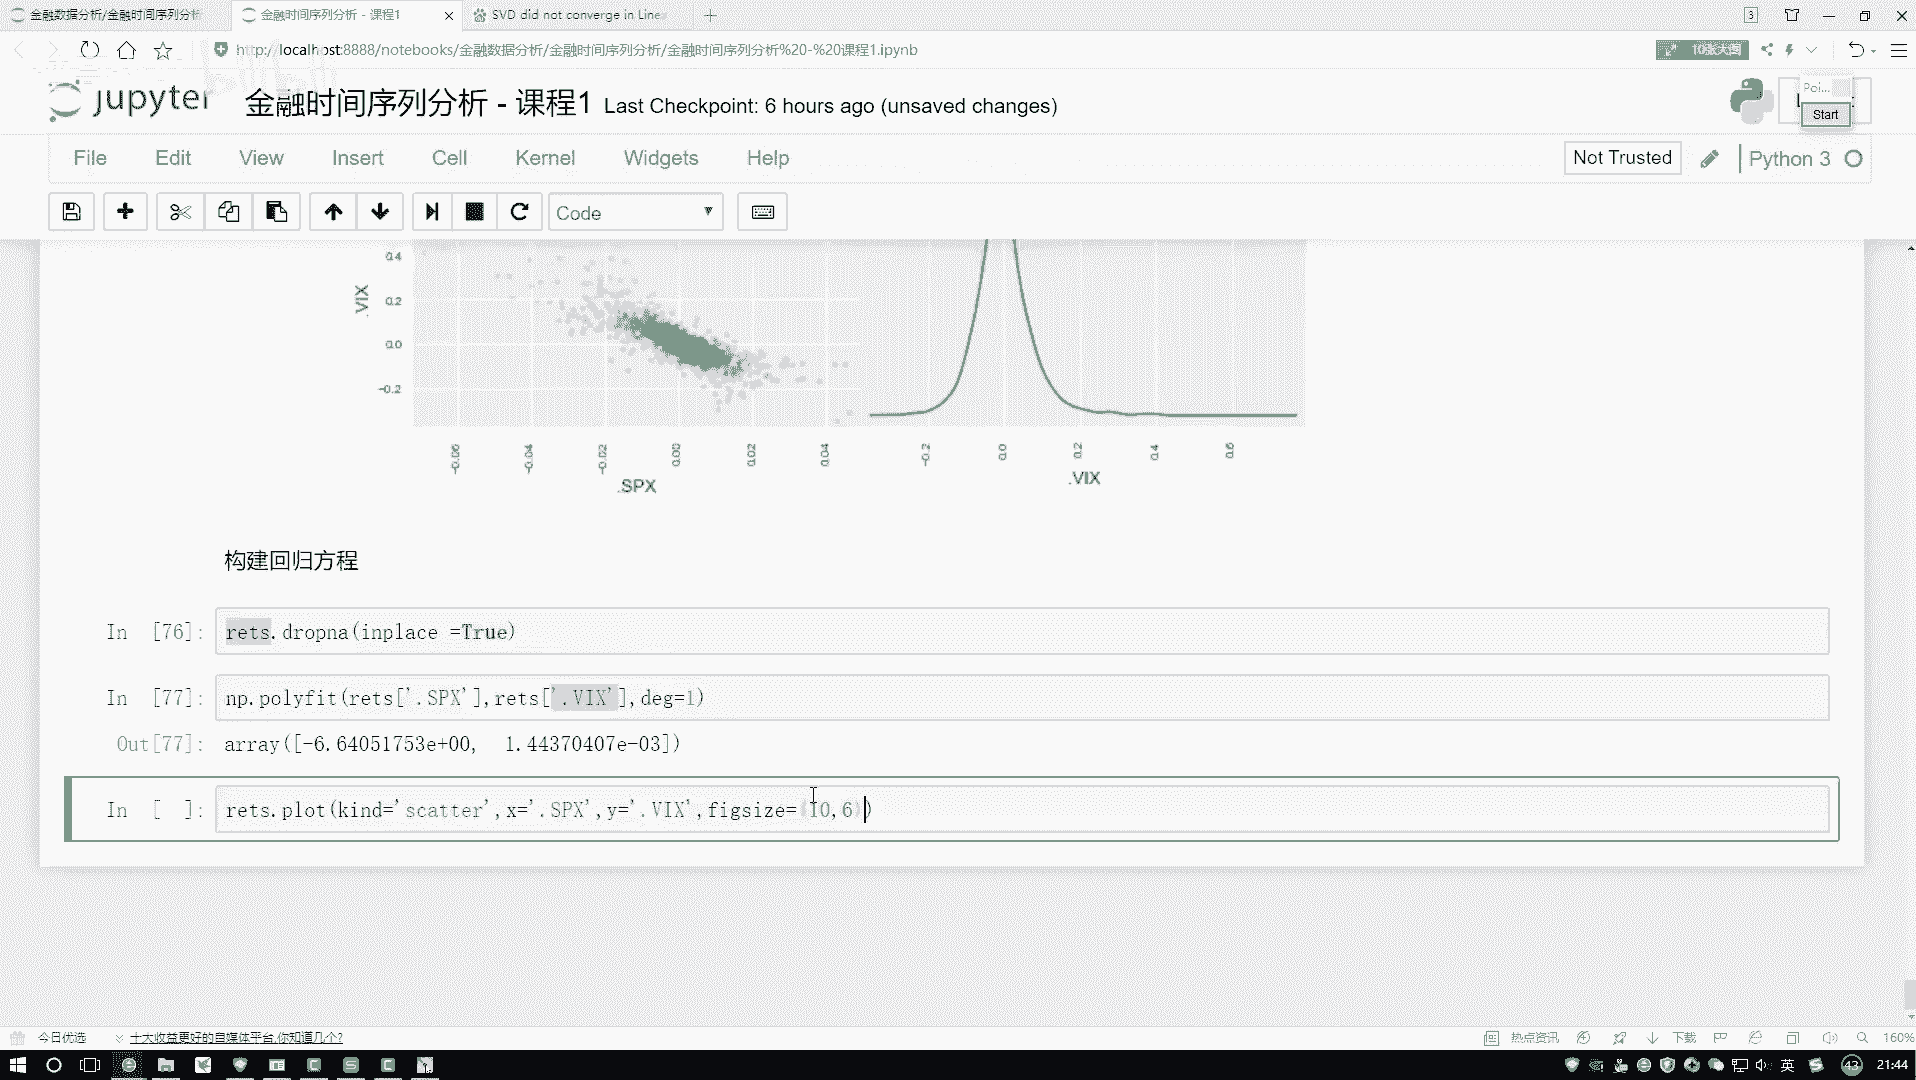 金融数据分析/金融时间序列分析
金融时间序列分析 - 课程1
SVD did not converge in Line
3
http://localhost:8888/notebooks/金融数据分析/金融时间序列分析/金融时间序列分析%20-%20课程1.ipynb
10张大图
jupyter
金融时间序列分析 - 课程1 Last Checkpoint: 6 hours ago (unsaved changes)
Poi...
Start
File Edit View Insert Cell Kernel Widgets Help
Not Trusted
Python 3
Code
0.4
0.2
0.0
-0.2
.VIX
-0.06 -0.04 -0.02 0.00 0.02 0.04 -0.2 0.0 0.2 0.4 0.6
.SPX .VIX
构建回归方程
In [76]: rets.dropna(inplace =True)
In [77]: np.polyfit(rets['.SPX'],rets['.VIX'],deg=1)
Out[77]: array([-6.64051753e+00, 1.44370407e-03])
In [ ]: rets.plot(kind='scatter',x='.SPX',y='.VIX',figsize=(10,6))
今日优选
十大收益更好的自媒体平台,你知道几个?
热点资讯
下载
160%
英
43
21:44